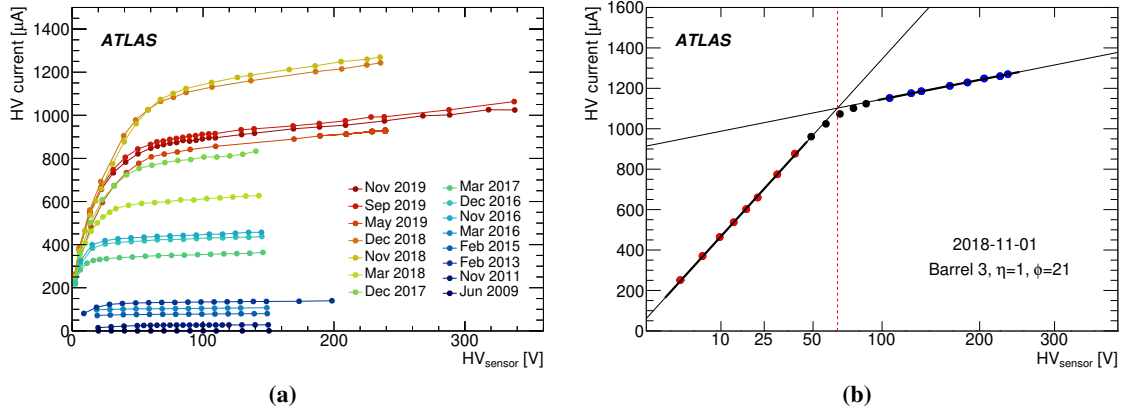 HV current [μA]
1400
1200
1000
800
600
400
200
0
ATLAS
Nov 2019
Sep 2019
May 2019
Dec 2018
Nov 2018
Mar 2018
Dec 2017
Mar 2017
Dec 2016
Nov 2016
Mar 2016
Feb 2015
Feb 2013
Nov 2011
Jun 2009
0 100 200 300
HVsensor [V]
(a)
HV current [μA]
1600
1400
1200
1000
800
600
400
200
0
ATLAS
2018-11-01
Barrel 3, η=1, ϕ=21
10 25 50 100 200 300
HVsensor [V]
(b)